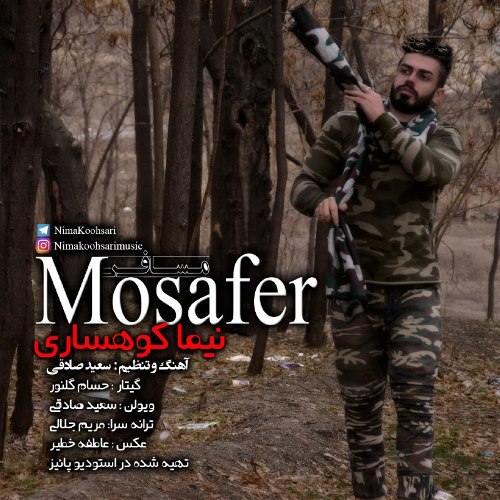 NimaKoohsari
Nimakoohsarimusic
مسافر
Mosafer
نیما کوهساری
آهنگ و تنظیم : سعید صادقی
گیتار : حسام گلنور
ویولن : سعید صادقی
ترانه سرا: مریم جلالی
عکس : عاطفه خطیر
تهیه شده در استودیو پانیز